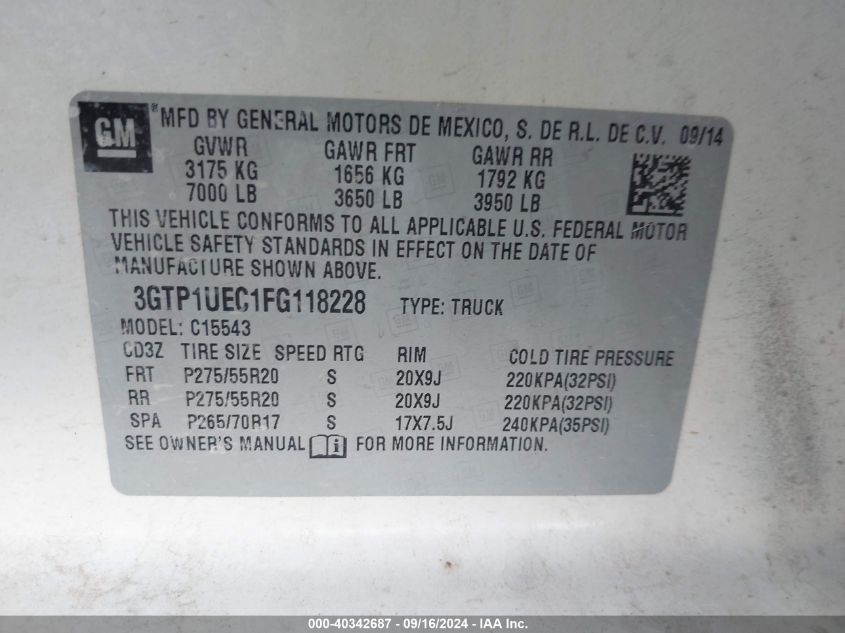 GM ® MFD BY GENERAL MOTORS DE MEXICO, S. DE R.L. DE C.V. 09/14
GVWR GAWR FRT GAWR RR
3175 KG 1656 KG 1792 KG
7000 LB 3650 LB 3950 LB
THIS VEHICLE CONFORMS TO ALL APPLICABLE U.S. FEDERAL MOTOR
VEHICLE SAFETY STANDARDS IN EFFECT ON THE DATE OF
MANUFACTURE SHOWN ABOVE.
3GTP1UEC1FG118228 TYPE: TRUCK
MODEL: C15543
CD3Z TIRE SIZE SPEED RTG RIM COLD TIRE PRESSURE
FRT P275/55R20 S 20X9J 220KPA(32PSI)
RR P275/55R20 S 20X9J 220KPA(32PSI)
SPA P265/70R17 S 17X7.5J 240KPA(35PSI)
SEE OWNER'S MANUAL i FOR MORE INFORMATION.
000-40342687 - 09/16/2024 - IAA Inc.